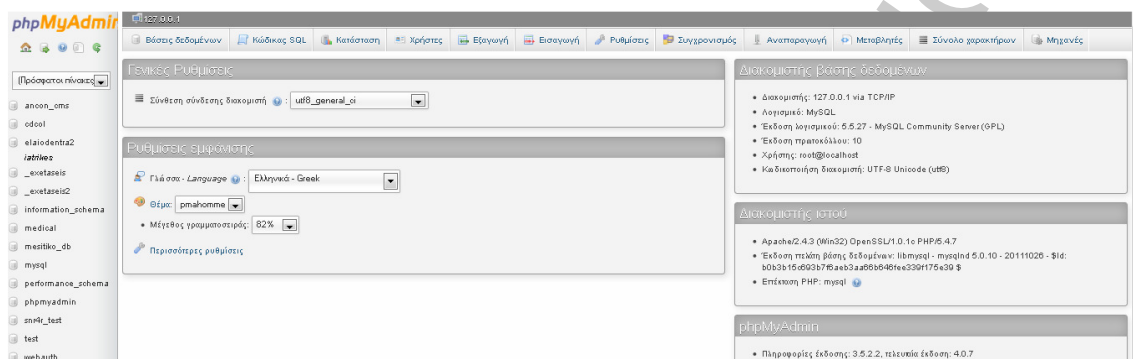 phpMyAdmin
127.0.0.1
Βάσεις δεδομένων
Κώδικας SQL
Κατάσταση
Χρήστες
Εξαγωγή
Εισαγωγή
Ρυθμίσεις
Συγχρονισμός
Αναπαραγωγή
Μεταβλητές
Σύνολο χαρακτήρων
Μηχανές
(Πρόσφατοι πίνακες)
ancon_cms
cdcol
elaiodentra2
iatrikes
_exetaseis
_exetaseis2
information_schema
medical
mesitiko_db
mysql
performance_schema
phpmyadmin
snr4r_test
test
webauth
Γενικές Ρυθμίσεις
Σύνθεση σύνδεσης διακομιστή : utf8_general_ci
Ρυθμίσεις εμφάνισης
Γλώσσα - Language : Ελληνικά - Greek
Θέμα: pmahomme
Μέγεθος γραμματοσειράς: 82%
Περισσότερες ρυθμίσεις
Διακομιστής βάσης δεδομένων
Διακομιστής: 127.0.0.1 via TCP/IP
Λογισμικό: MySQL
Έκδοση λογισμικού: 5.5.27 - MySQL Community Server (GPL)
Έκδοση πρωτοκόλλου: 10
Χρήστης: root@localhost
Κωδικοποίηση διακομιστή: UTF-8 Unicode (utf8)
Διακομιστής ιστού
Apache/2.4.3 (Win32) OpenSSL/1.0.1c PHP/5.4.7
Έκδοση πελάτη βάσης δεδομένων: libmysql - mysqlnd 5.0.10 - 20111026 - $Id:
b0b3b15c693b7f6aeb3aa66b646fee339f175e39 $
Επέκταση PHP: mysql
phpMyAdmin
Πληροφορίες έκδοσης: 3.5.2.2, τελευταία έκδοση: 4.0.7